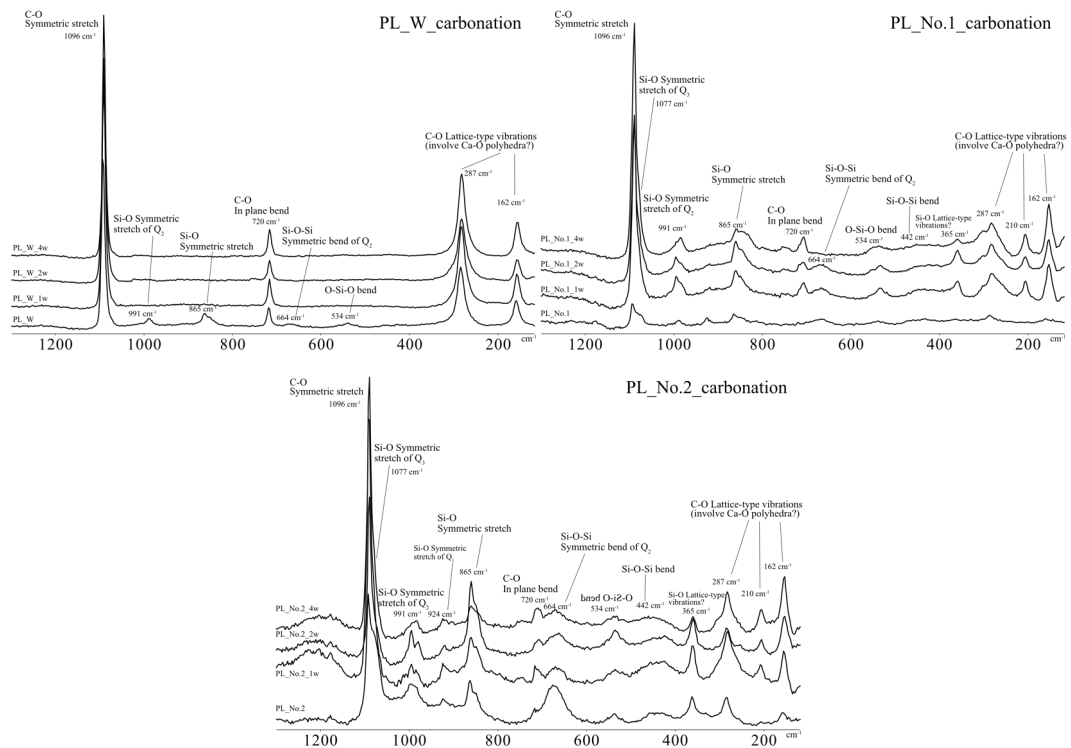 PL_W_carbonation
C-O
Symmetric stretch
1096 cm-1
Si-O Symmetric
stretch of Q2
991 cm-1
Si-O
Symmetric stretch
865 cm-1
C-O
In plane bend
720 cm-1
Si-O-Si
Symmetric bend of Q2
664 cm-1
O-Si-O bend
534 cm-1
C-O Lattice-type vibrations
(involve Ca-O polyhedra?)
287 cm-1
162 cm-1
PL_W_4w
PL_W_2w
PL_W_1w
PL_W
1200 1000 800 600 400 200 cm-1
PL_No.1_carbonation
C-O
Symmetric stretch
1096 cm-1
Si-O Symmetric
stretch of Q3
1077 cm-1
Si-O Symmetric
stretch of Q2
991 cm-1
Si-O
Symmetric stretch
865 cm-1
C-O
In plane bend
720 cm-1
Si-O-Si
Symmetric bend of Q2
664 cm-1
O-Si-O bend
534 cm-1
Si-O-Si bend
442 cm-1
Si-O Lattice-type
vibrations?
365 cm-1
C-O Lattice-type vibrations
(involve Ca-O polyhedra?)
287 cm-1
210 cm-1
162 cm-1
PL_No.1_4w
PL_No.1_2w
PL_No.1_1w
PL_No.1
1200 1000 800 600 400 200 cm-1
PL_No.2_carbonation
C-O
Symmetric stretch
1096 cm-1
Si-O Symmetric
stretch of Q3
1077 cm-1
Si-O Symmetric
stretch of Q2
991 cm-1
Si-O Symmetric
stretch of Q
924 cm-1
Si-O
Symmetric stretch
865 cm-1
C-O
In plane bend
720 cm-1
Si-O-Si
Symmetric bend of Q2
664 cm-1
O-Si-O bend
534 cm-1
Si-O-Si bend
442 cm-1
Si-O Lattice-type
vibrations?
365 cm-1
C-O Lattice-type vibrations
(involve Ca-O polyhedra?)
287 cm-1
210 cm-1
162 cm-1
PL_No.2_4w
PL_No.2_2w
PL_No.2_1w
PL_No.2
1200 1000 800 600 400 200 cm-1